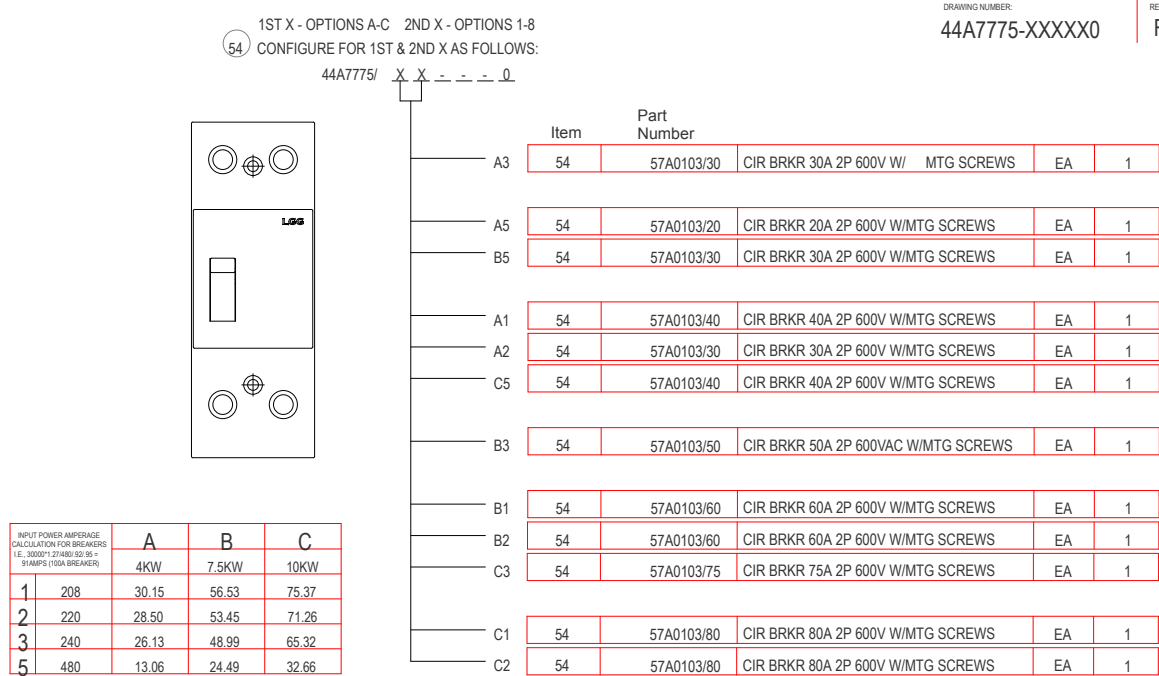 DRAWING NUMBER:
44A7775-XXXXX0
1ST X - OPTIONS A-C 2ND X - OPTIONS 1-8
54 CONFIGURE FOR 1ST & 2ND X AS FOLLOWS:
44A7775/ X X - - - 0
Item Part Number
A3 54 57A0103/30 CIR BRKR 30A 2P 600V W/ MTG SCREWS EA 1
LGG
A5 54 57A0103/20 CIR BRKR 20A 2P 600V W/MTG SCREWS EA 1
B5 54 57A0103/30 CIR BRKR 30A 2P 600V W/MTG SCREWS EA 1
A1 54 57A0103/40 CIR BRKR 40A 2P 600V W/MTG SCREWS EA 1
A2 54 57A0103/30 CIR BRKR 30A 2P 600V W/MTG SCREWS EA 1
C5 54 57A0103/40 CIR BRKR 40A 2P 600V W/MTG SCREWS EA 1
B3 54 57A0103/50 CIR BRKR 50A 2P 600VAC W/MTG SCREWS EA 1
B1 54 57A0103/60 CIR BRKR 60A 2P 600V W/MTG SCREWS EA 1
B2 54 57A0103/60 CIR BRKR 60A 2P 600V W/MTG SCREWS EA 1
C3 54 57A0103/75 CIR BRKR 75A 2P 600V W/MTG SCREWS EA 1
C1 54 57A0103/80 CIR BRKR 80A 2P 600V W/MTG SCREWS EA 1
C2 54 57A0103/80 CIR BRKR 80A 2P 600V W/MTG SCREWS EA 1
INPUT POWER AMPERAGE
CALCULATION FOR BREAKERS
I.E., 30000*1.27/480/.92/.95 =
91AMPS (100A BREAKER)
A B C
4KW 7.5KW 10KW
1 208 30.15 56.53 75.37
2 220 28.50 53.45 71.26
3 240 26.13 48.99 65.32
5 480 13.06 24.49 32.66